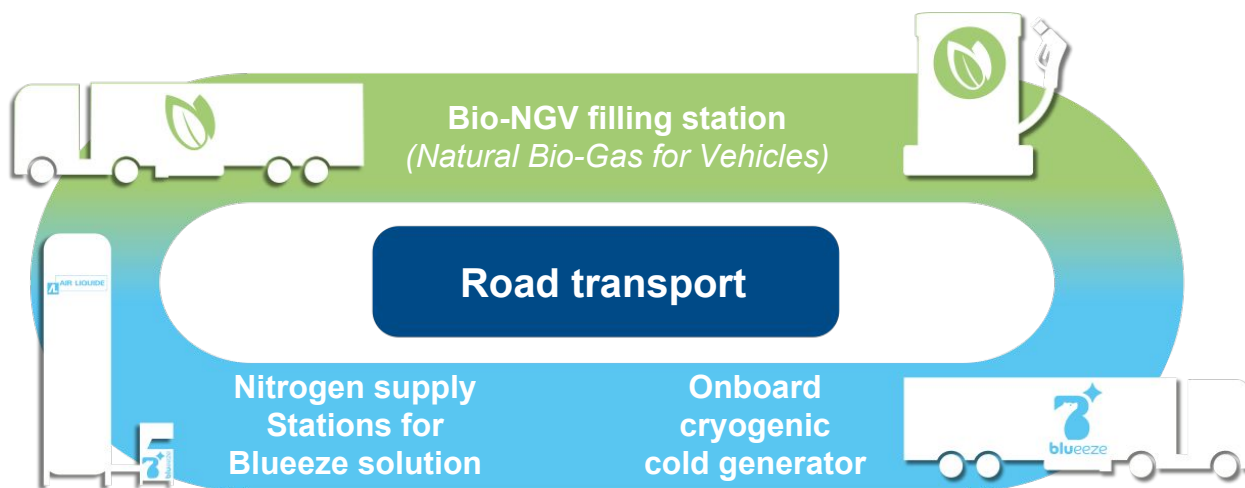 Bio-NGV filling station
(Natural Bio-Gas for Vehicles)
AIR LIQUIDE
Road transport
Nitrogen supply
Stations for
Blueeze solution
Onboard
cryogenic
cold generator
blueeze